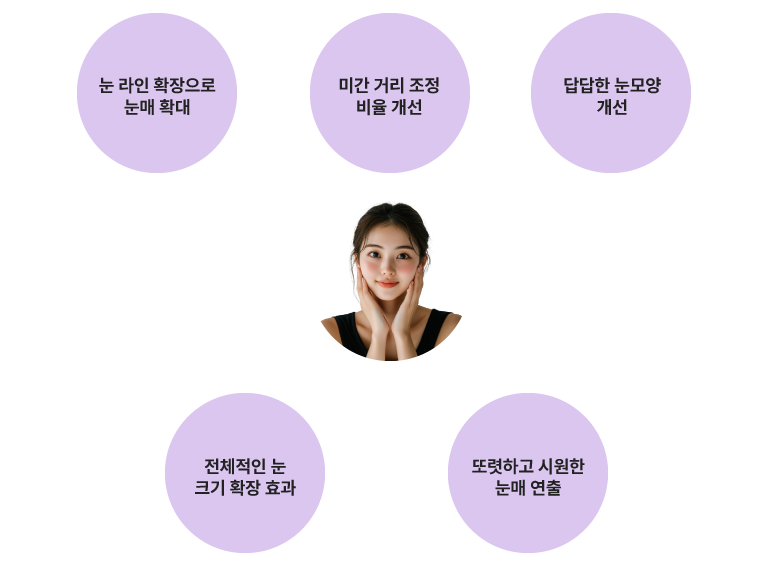 눈 라인 확장으로
눈매 확대
미간 거리 조정
비율 개선
답답한 눈모양
개선
전체적인 눈
크기 확장 효과
또렷하고 시원한
눈매 연출